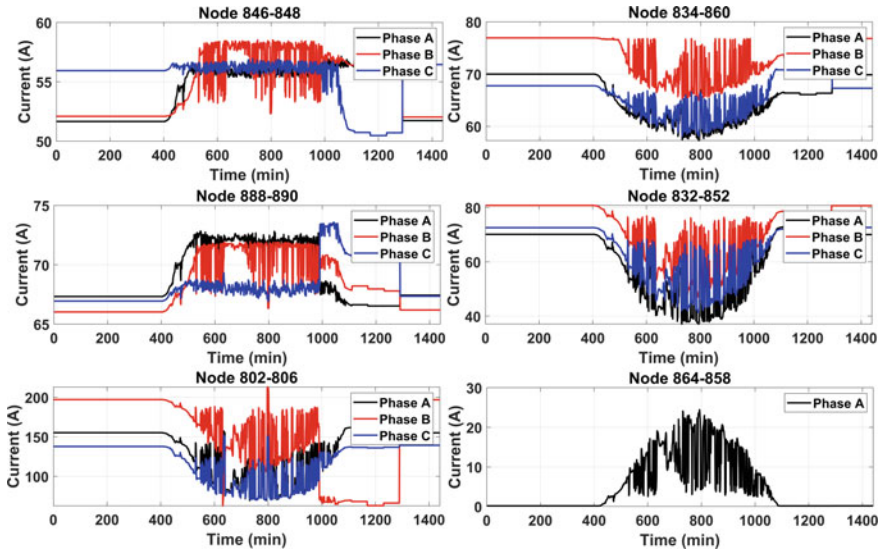 Node 846-848
60
55
50
Current (A)
Phase A
Phase B
Phase C
0 200 400 600 800 1000 1200 1400
Time (min)
Node 834-860
80
70
60
Current (A)
Phase A
Phase B
Phase C
0 200 400 600 800 1000 1200 1400
Time (min)
Node 888-890
75
70
65
Current (A)
Phase A
Phase B
Phase C
0 200 400 600 800 1000 1200 1400
Time (min)
Node 832-852
80
60
40
Current (A)
Phase A
Phase B
Phase C
0 200 400 600 800 1000 1200 1400
Time (min)
Node 802-806
200
150
100
Current (A)
Phase A
Phase B
Phase C
0 200 400 600 800 1000 1200 1400
Time (min)
Node 864-858
30
20
10
0
Current (A)
Phase A
0 200 400 600 800 1000 1200 1400
Time (min)